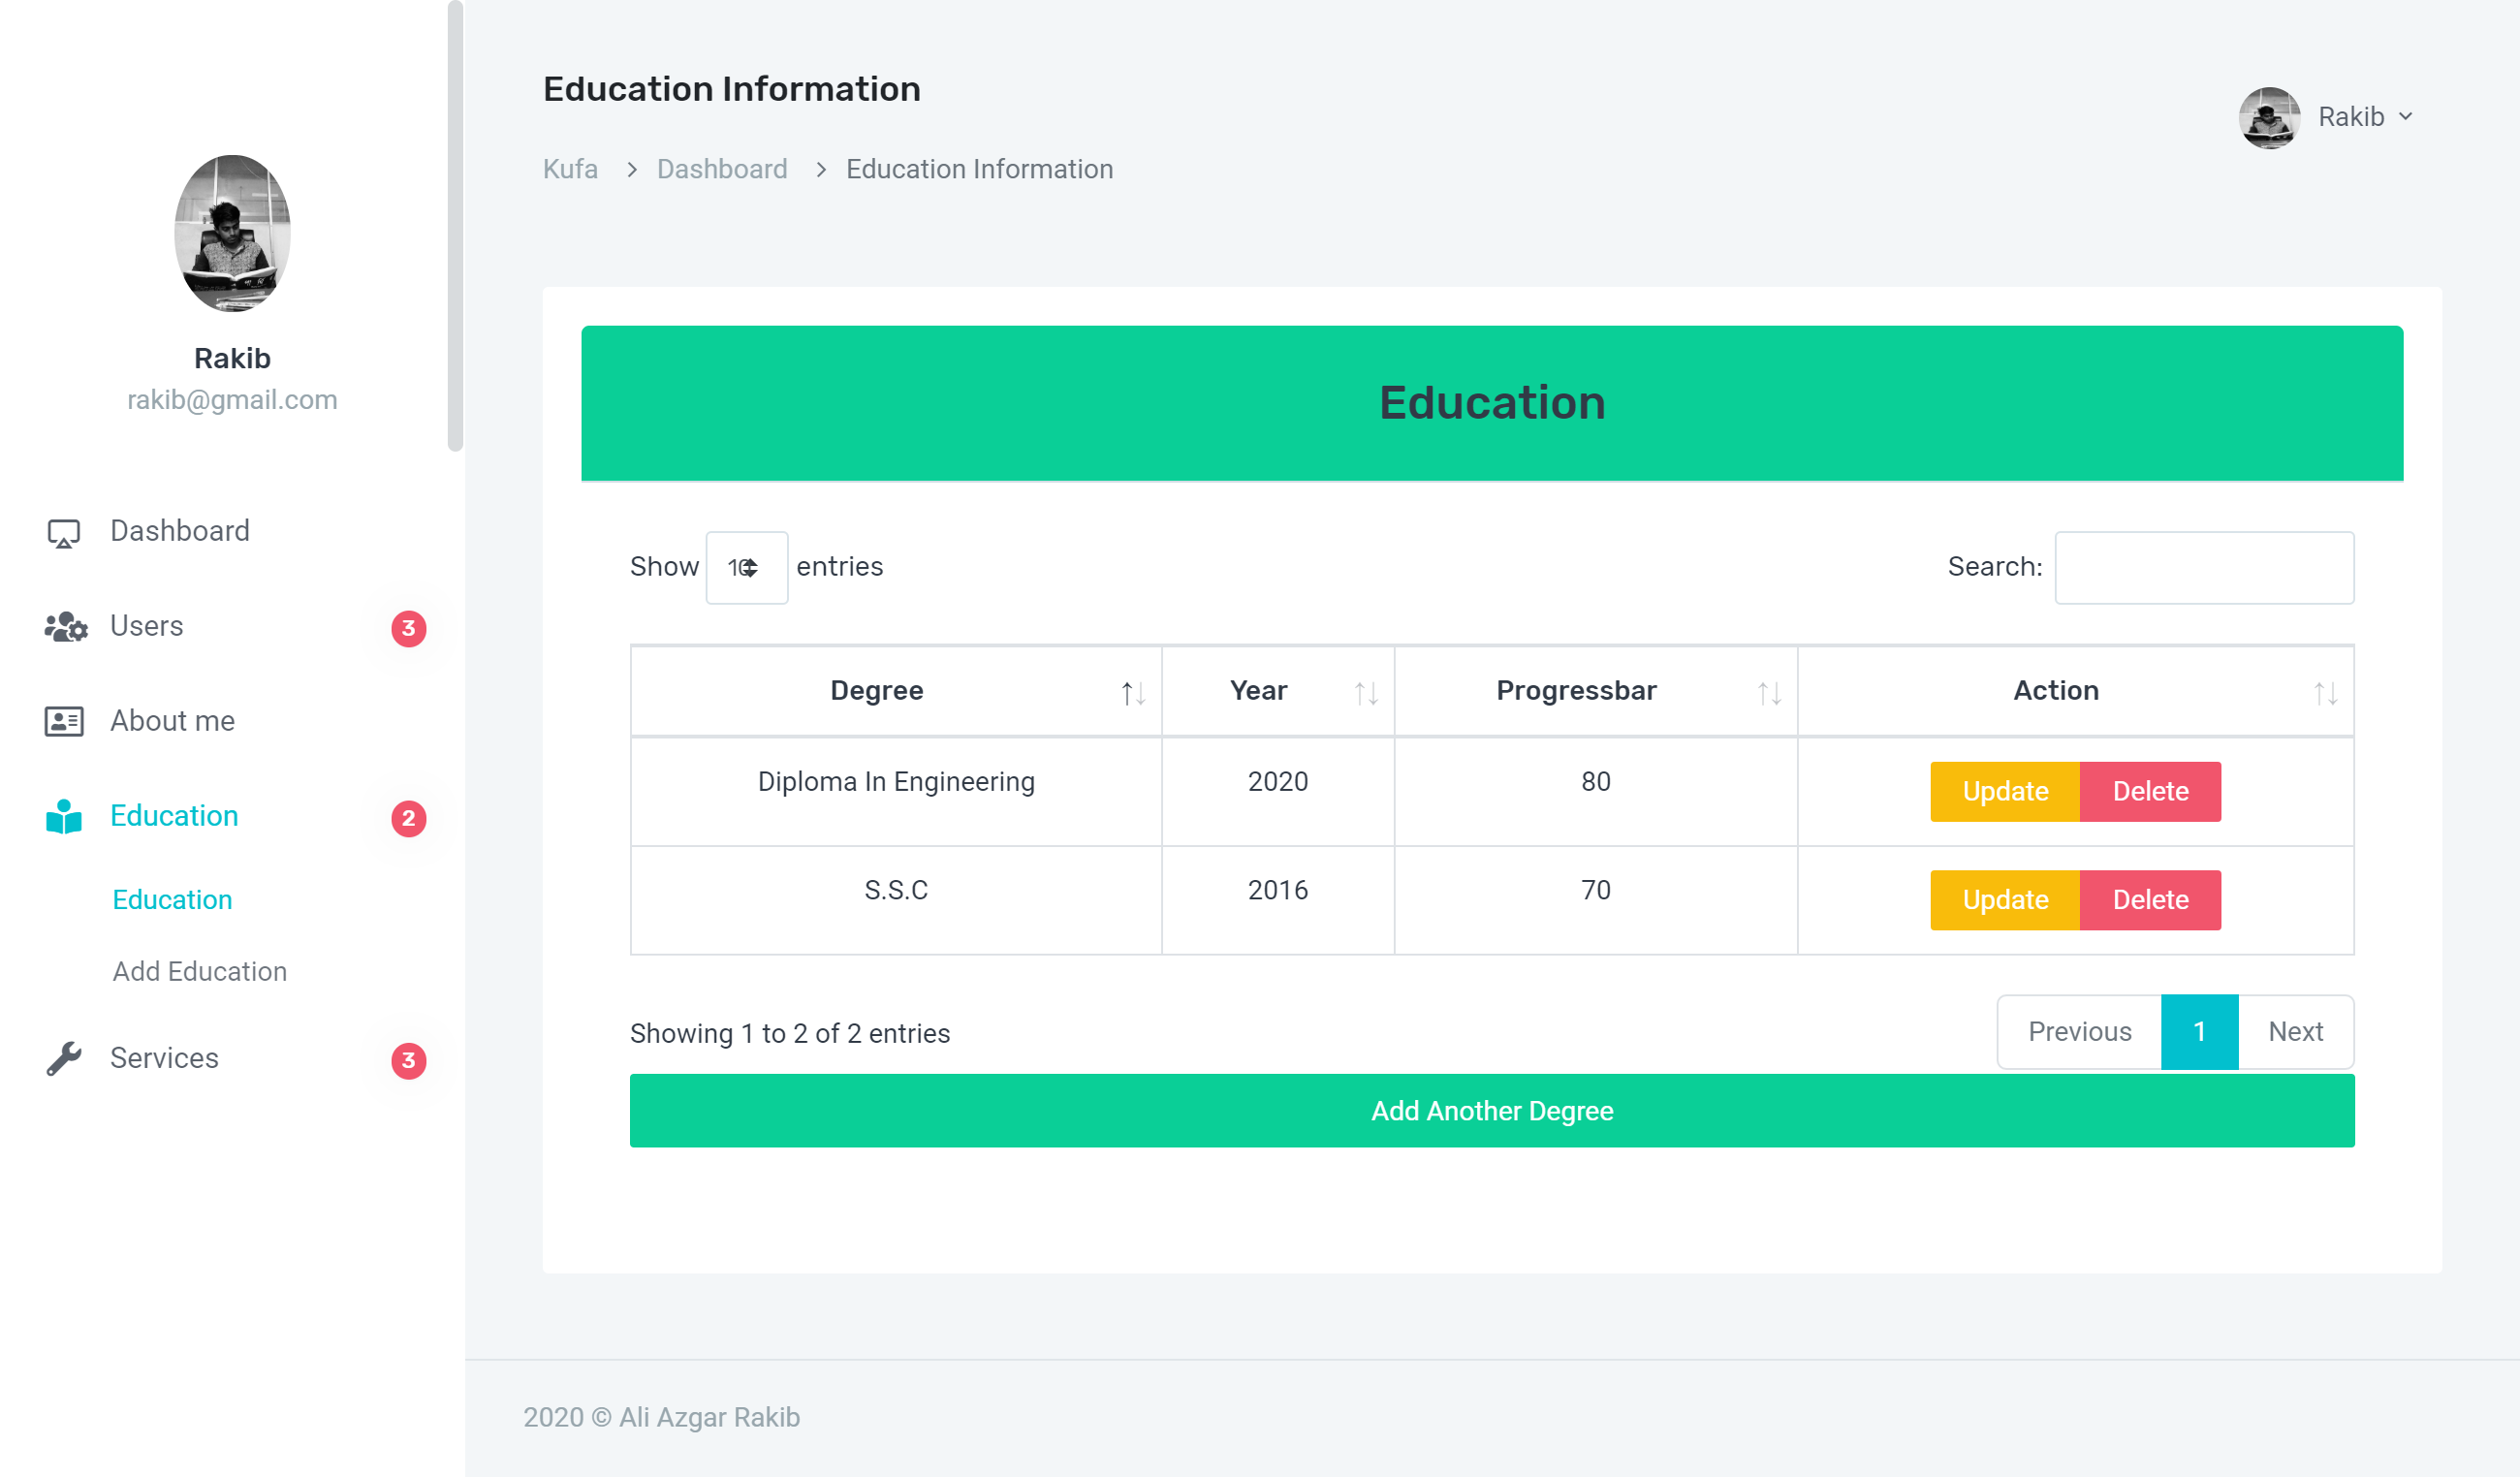 Rakib
rakib@gmail.com
Dashboard
Users 3
About me
Education 2
Education
Add Education
Services 3
Education Information
Kufa > Dashboard > Education Information
Rakib
Education
Show 10 entries
Search:
Degree Year Progressbar Action
Diploma In Engineering 2020 80 Update Delete
S.S.C 2016 70 Update Delete
Showing 1 to 2 of 2 entries
Previous 1 Next
Add Another Degree
2020 © Ali Azgar Rakib